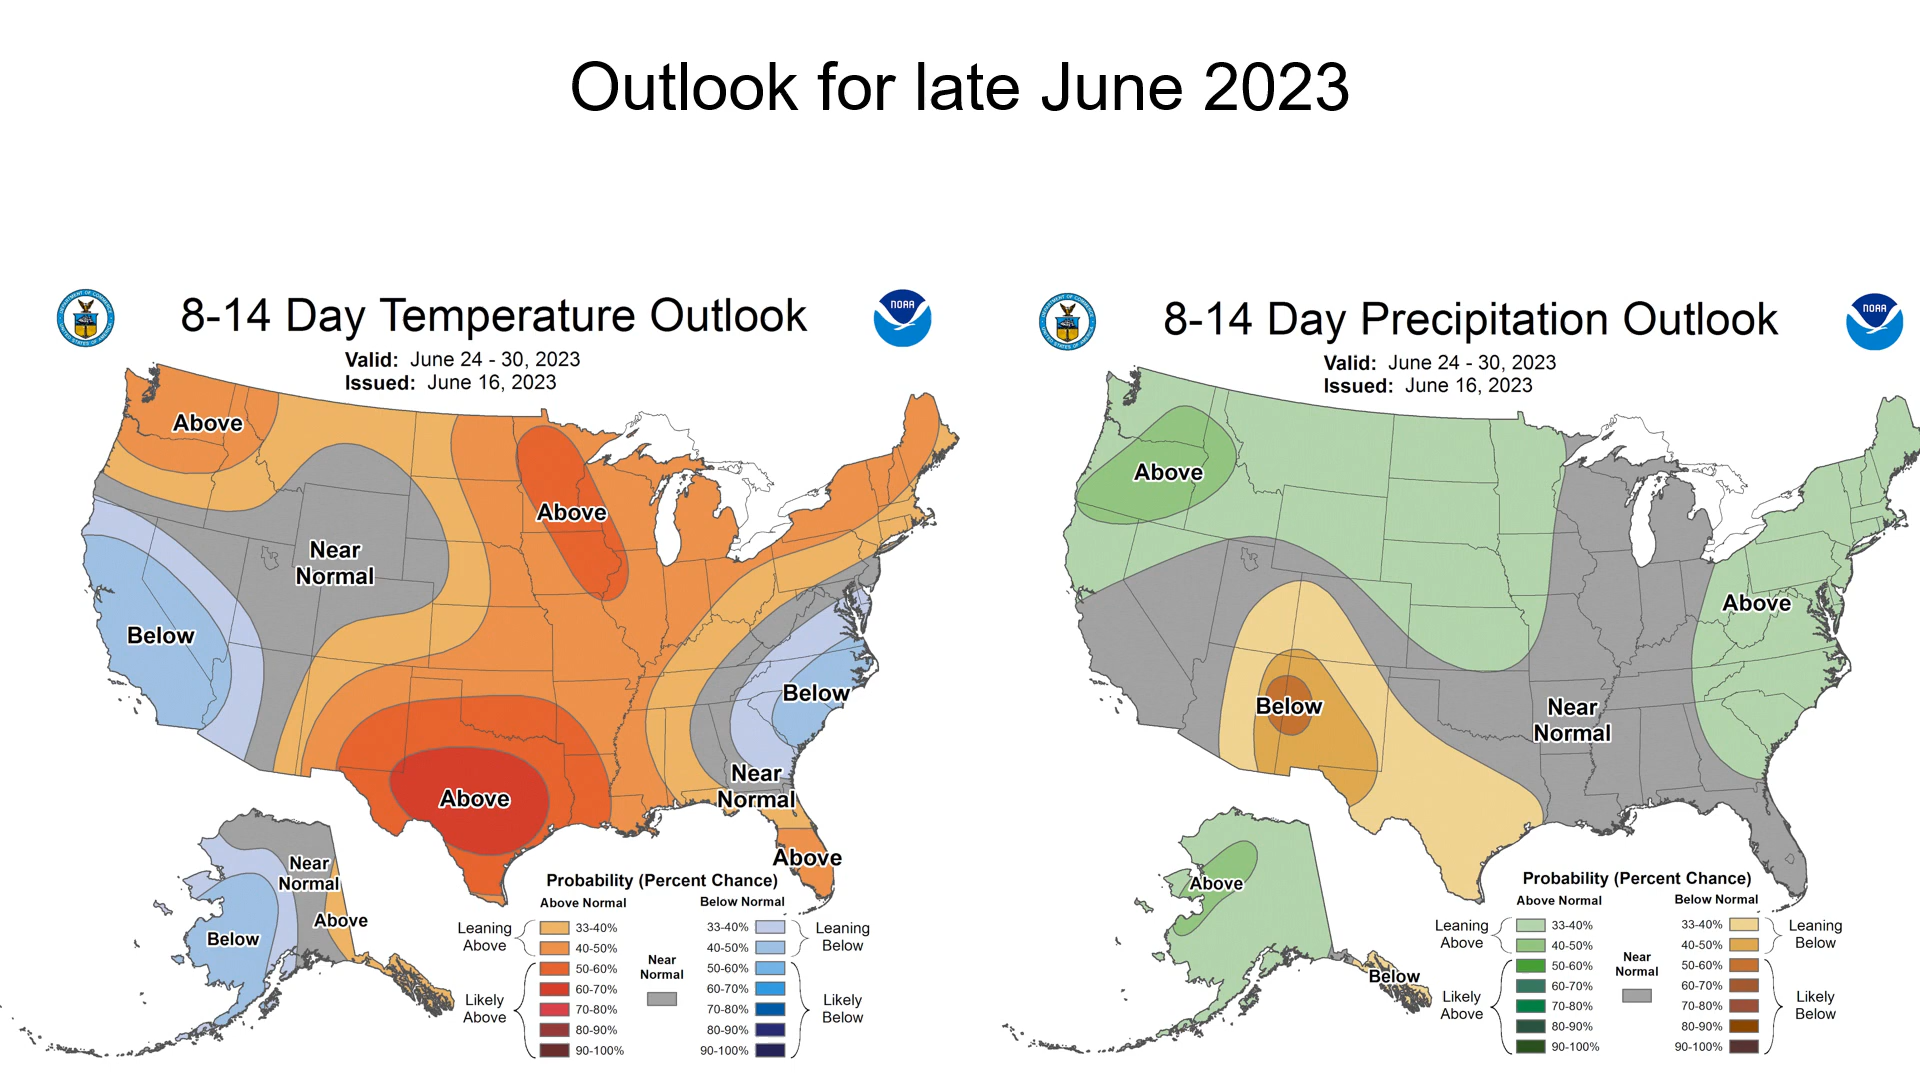 Outlook for late June 2023
8-14 Day Temperature Outlook
NOAA
Valid: June 24 - 30, 2023
Issued: June 16, 2023
Above
Above
Near
Normal
Below
Below
Above
Near
Normal
Above
Near
Normal
Above
Below
Probability (Percent Chance)
Above Normal
Below Normal
Leaning
Above
33-40%
40-50%
50-60%
60-70%
70-80%
80-90%
90-100%
Likely
Above
Near
Normal
33-40%
40-50%
50-60%
60-70%
70-80%
80-90%
90-100%
Leaning
Below
Likely
Below
8-14 Day Precipitation Outlook
NOAA
Valid: June 24 - 30, 2023
Issued: June 16, 2023
Above
Above
Below
Near
Normal
Above
Below
Probability (Percent Chance)
Above Normal
Below Normal
Leaning
Above
33-40%
40-50%
50-60%
60-70%
70-80%
80-90%
90-100%
Likely
Above
Near
Normal
33-40%
40-50%
50-60%
60-70%
70-80%
80-90%
90-100%
Leaning
Below
Likely
Below